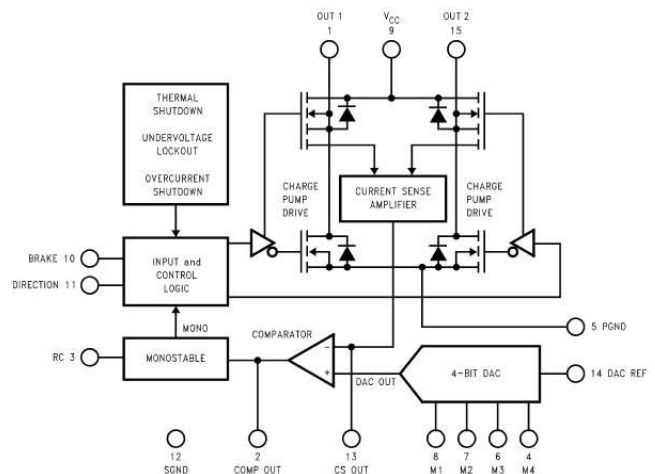 OUT 1
1
VCC
9
OUT 2
15
THERMAL
SHUTDOWN
UNDERVOLTAGE
LOCKOUT
OVERCURRENT
SHUTDOWN
CHARGE
PUMP
DRIVE
CURRENT SENSE
AMPLIFIER
CHARGE
PUMP
DRIVE
BRAKE 10
DIRECTION 11
INPUT and
CONTROL
LOGIC
MONO
RC 3
MONOSTABLE
COMPARATOR
-
+
DAC OUT
4-BIT DAC
5 PGND
14 DAC REF
12
SGND
2
COMP OUT
13
CS OUT
8
M1
7
M2
6
M3
4
M4